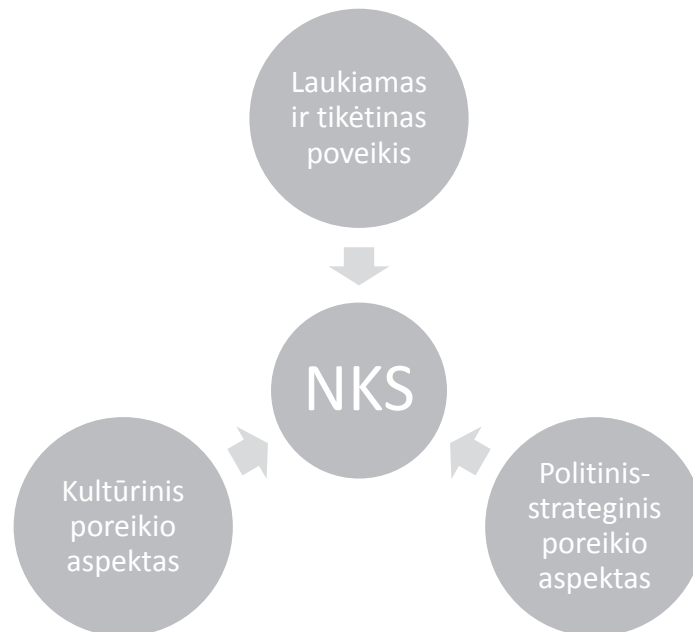 Laukiamas
ir tikėtinas
poveikis
NKS
Kultūrinis
poreikio
aspektas
Politinis-
strateginis
poreikio
aspektas